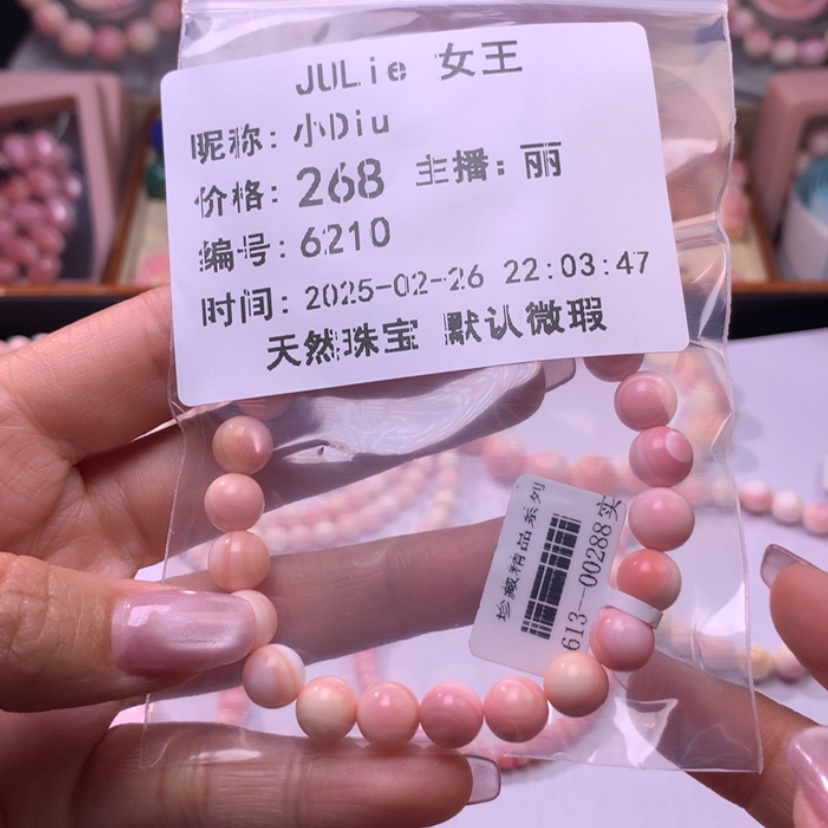 JULie 女王
昵称: 小Diu
价格: 268 主播: 丽
编号: 6210
时间: 2025-02-26 22:03:47
天然珠宝 默认微瑕
珍藏精品系列
613--00288实